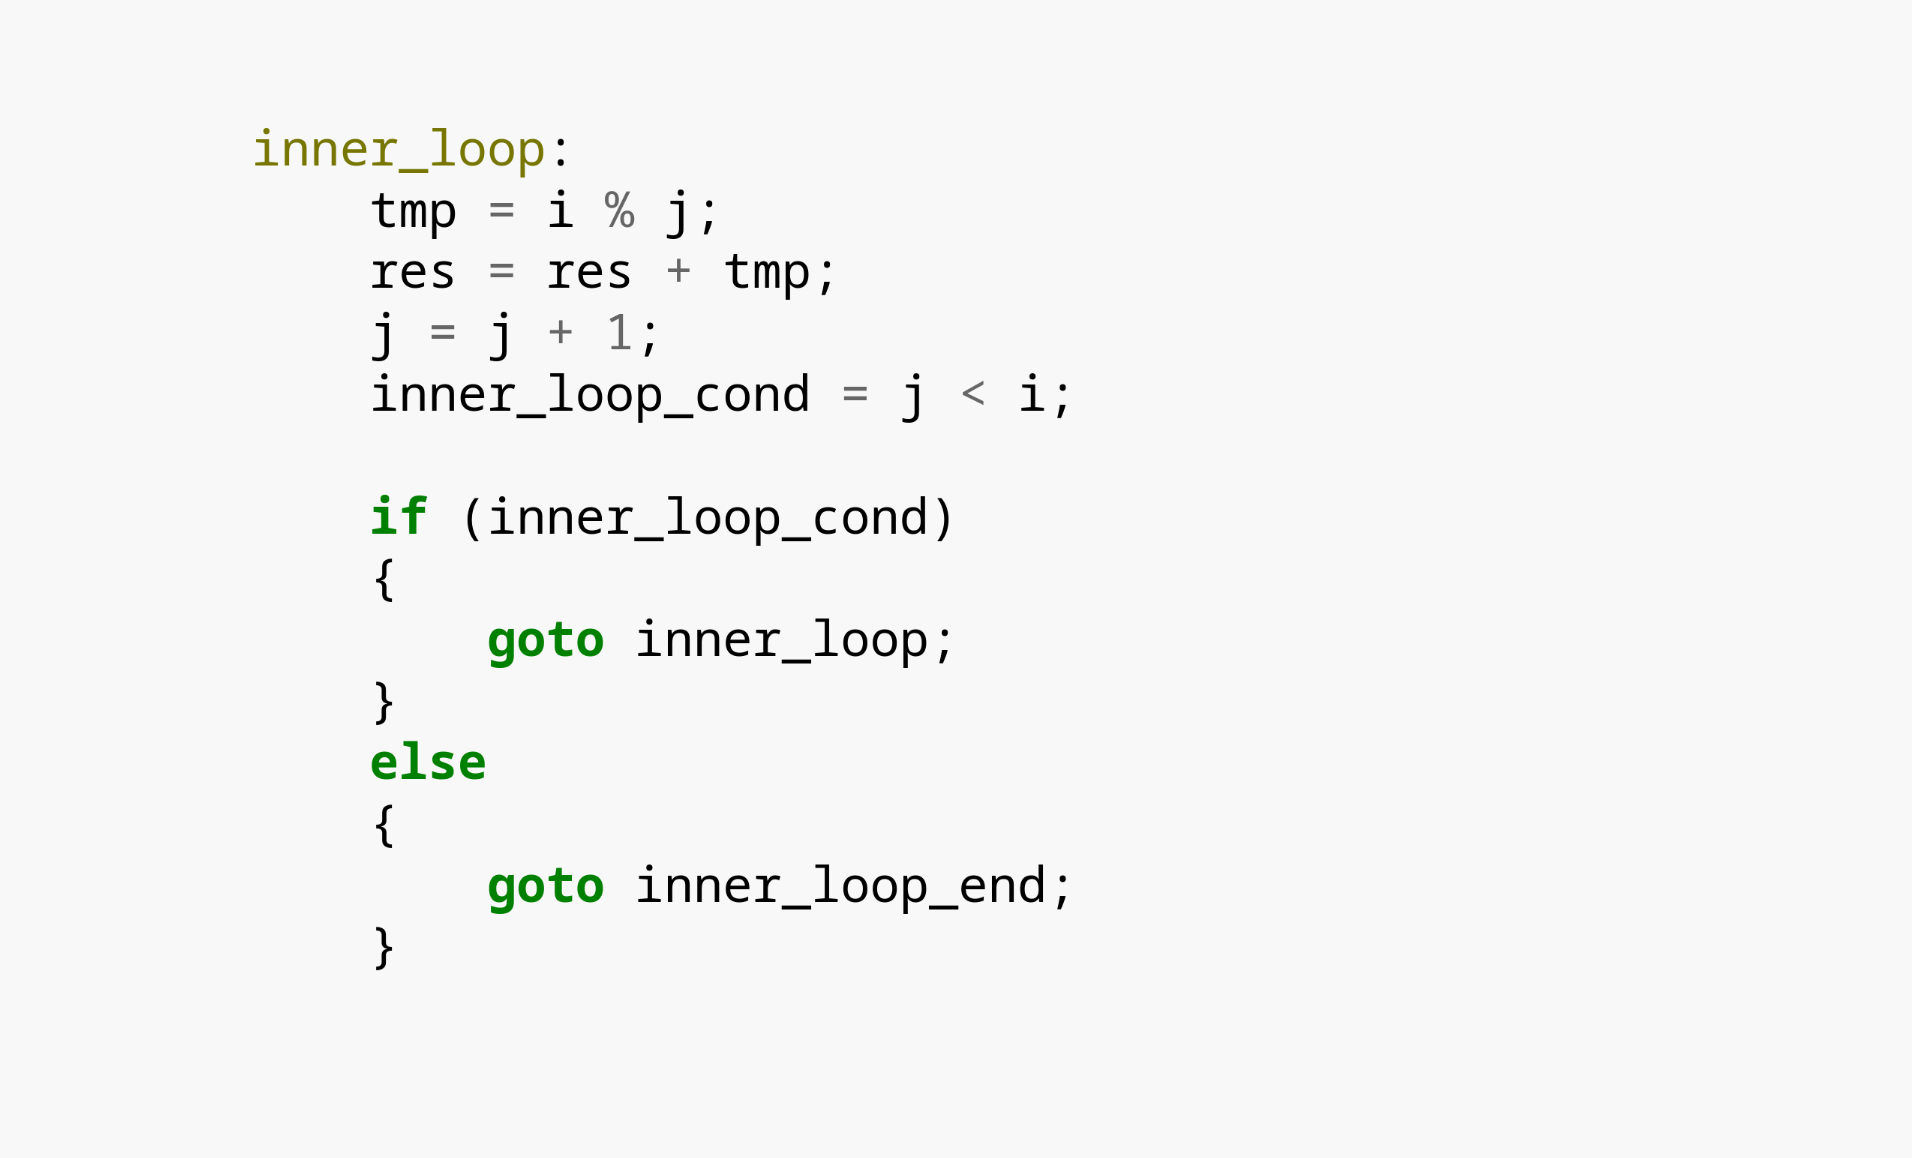 inner_loop:
    tmp = i % j;
    res = res + tmp;
    j = j + 1;
    inner_loop_cond = j < i;

    if (inner_loop_cond)
    {
        goto inner_loop;
    }
    else
    {
        goto inner_loop_end;
    }